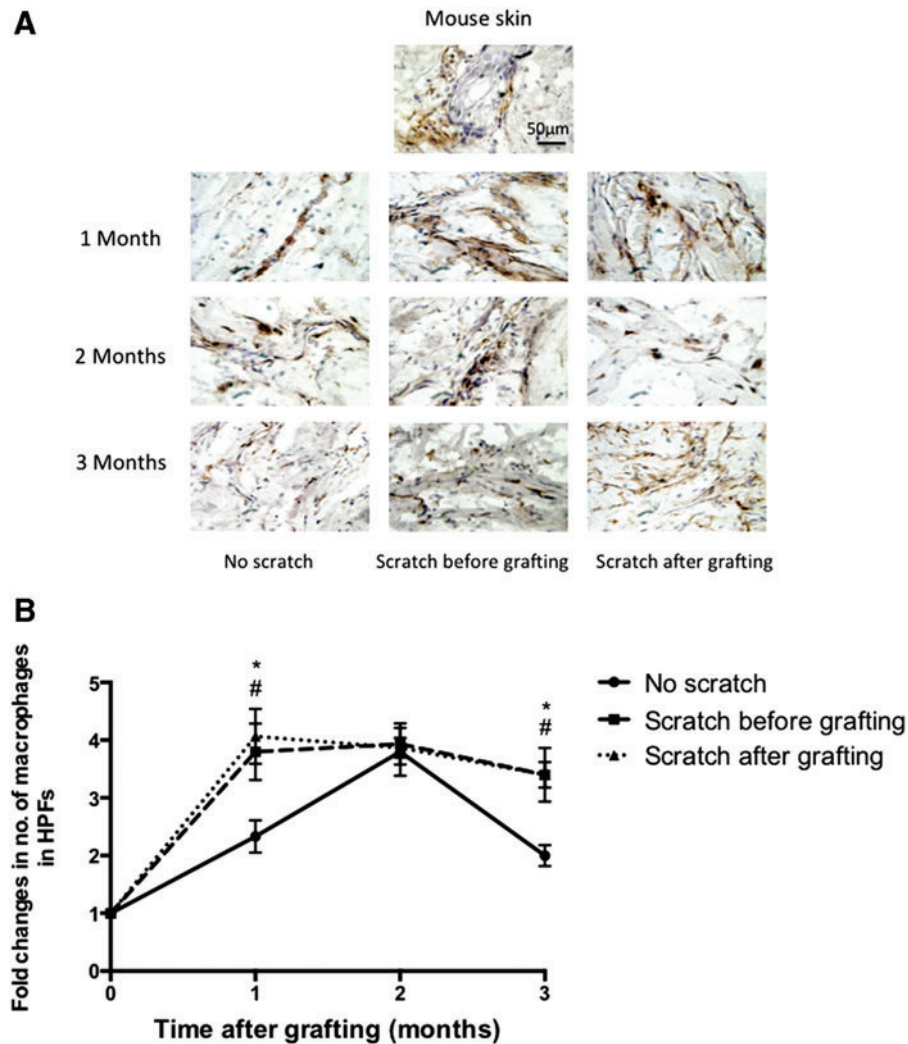 A
Mouse skin
50µm
1 Month
2 Months
3 Months
No scratch
Scratch before grafting
Scratch after grafting
B
Fold changes in no. of macrophages
in HPFs
5
4
3
2
1
0
*
#
*
#
0
1
2
3
Time after grafting (months)
No scratch
Scratch before grafting
Scratch after grafting